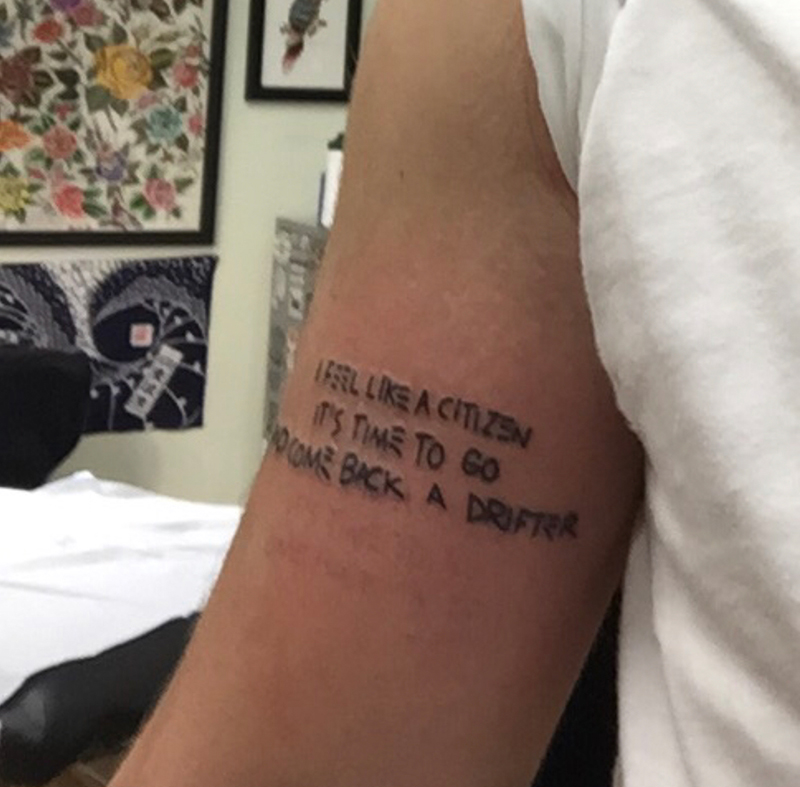 I FEEL LIKE A CITIZEN
IT'S TIME TO GO
COME BACK A DRIFTER